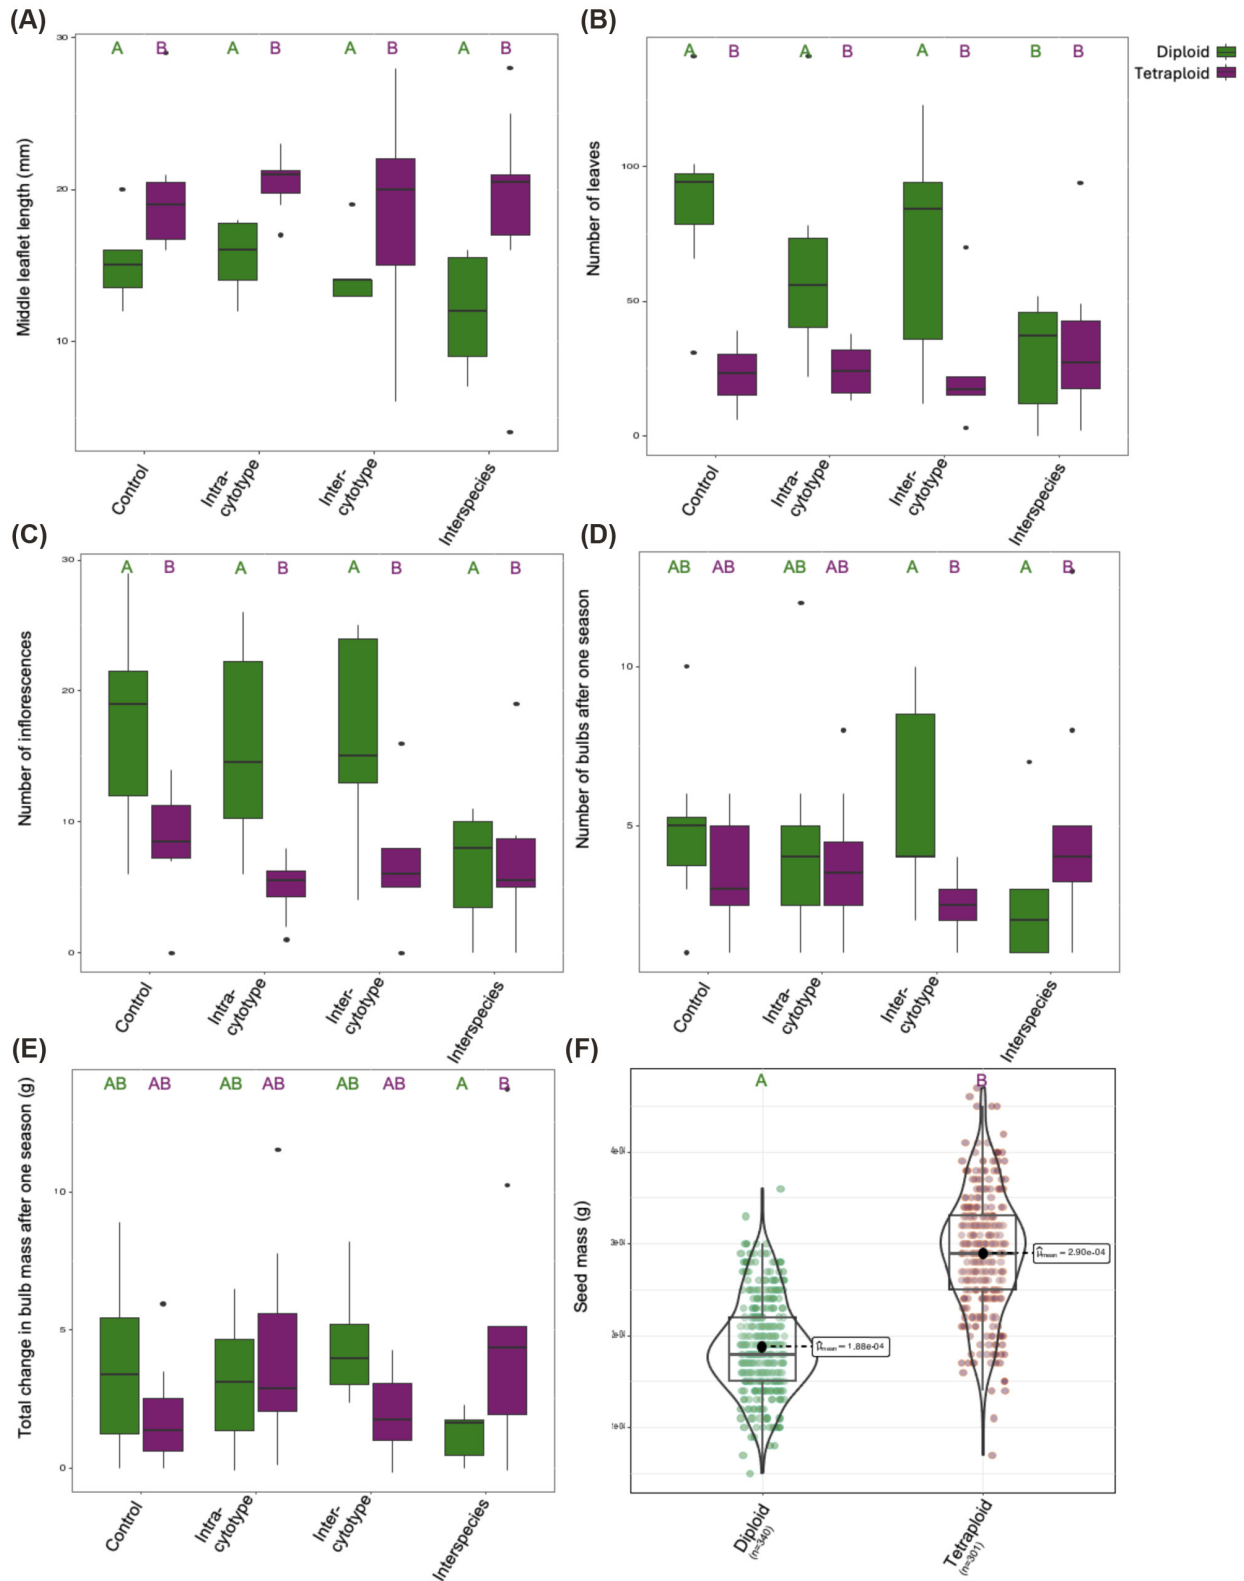 (A)
30
A B A B A B A B
20
10
Middle leaflet length (mm)
Control
Intra-
cytotype
Inter-
cytotype
Interspecies
(B)
A B A B A B B B
Diploid
Tetraploid
100
50
0
Number of leaves
Control
Intra-
cytotype
Inter-
cytotype
Interspecies
(C)
30
A B A B A B A B
20
10
0
Number of inflorescences
Control
Intra-
cytotype
Inter-
cytotype
Interspecies
(D)
AB AB AB AB A B A B
10
5
Number of bulbs after one season
Control
Intra-
cytotype
Inter-
cytotype
Interspecies
(E)
AB AB AB AB AB AB A B
10
5
0
Total change in bulb mass after one season (g)
Control
Intra-
cytotype
Inter-
cytotype
Interspecies
(F)
A B
Seed mass (g)
μ̂mean = 2.90e-04
μ̂mean = 1.88e-04
Diploid
(n=340)
Tetraploid
(n=301)